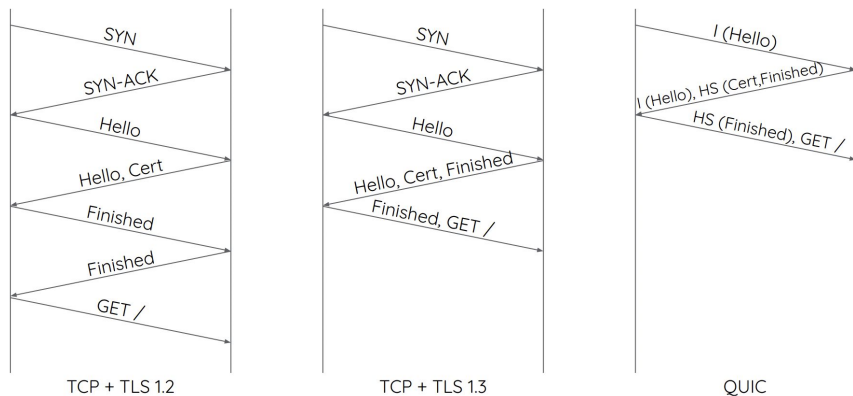 SYN
SYN-ACK
Hello
Hello, Cert
Finished
Finished
GET /
TCP + TLS 1.2
SYN
SYN-ACK
Hello
Hello, Cert, Finished
Finished, GET /
TCP + TLS 1.3
I (Hello)
I (Hello), HS (Cert,Finished)
HS (Finished), GET /
QUIC